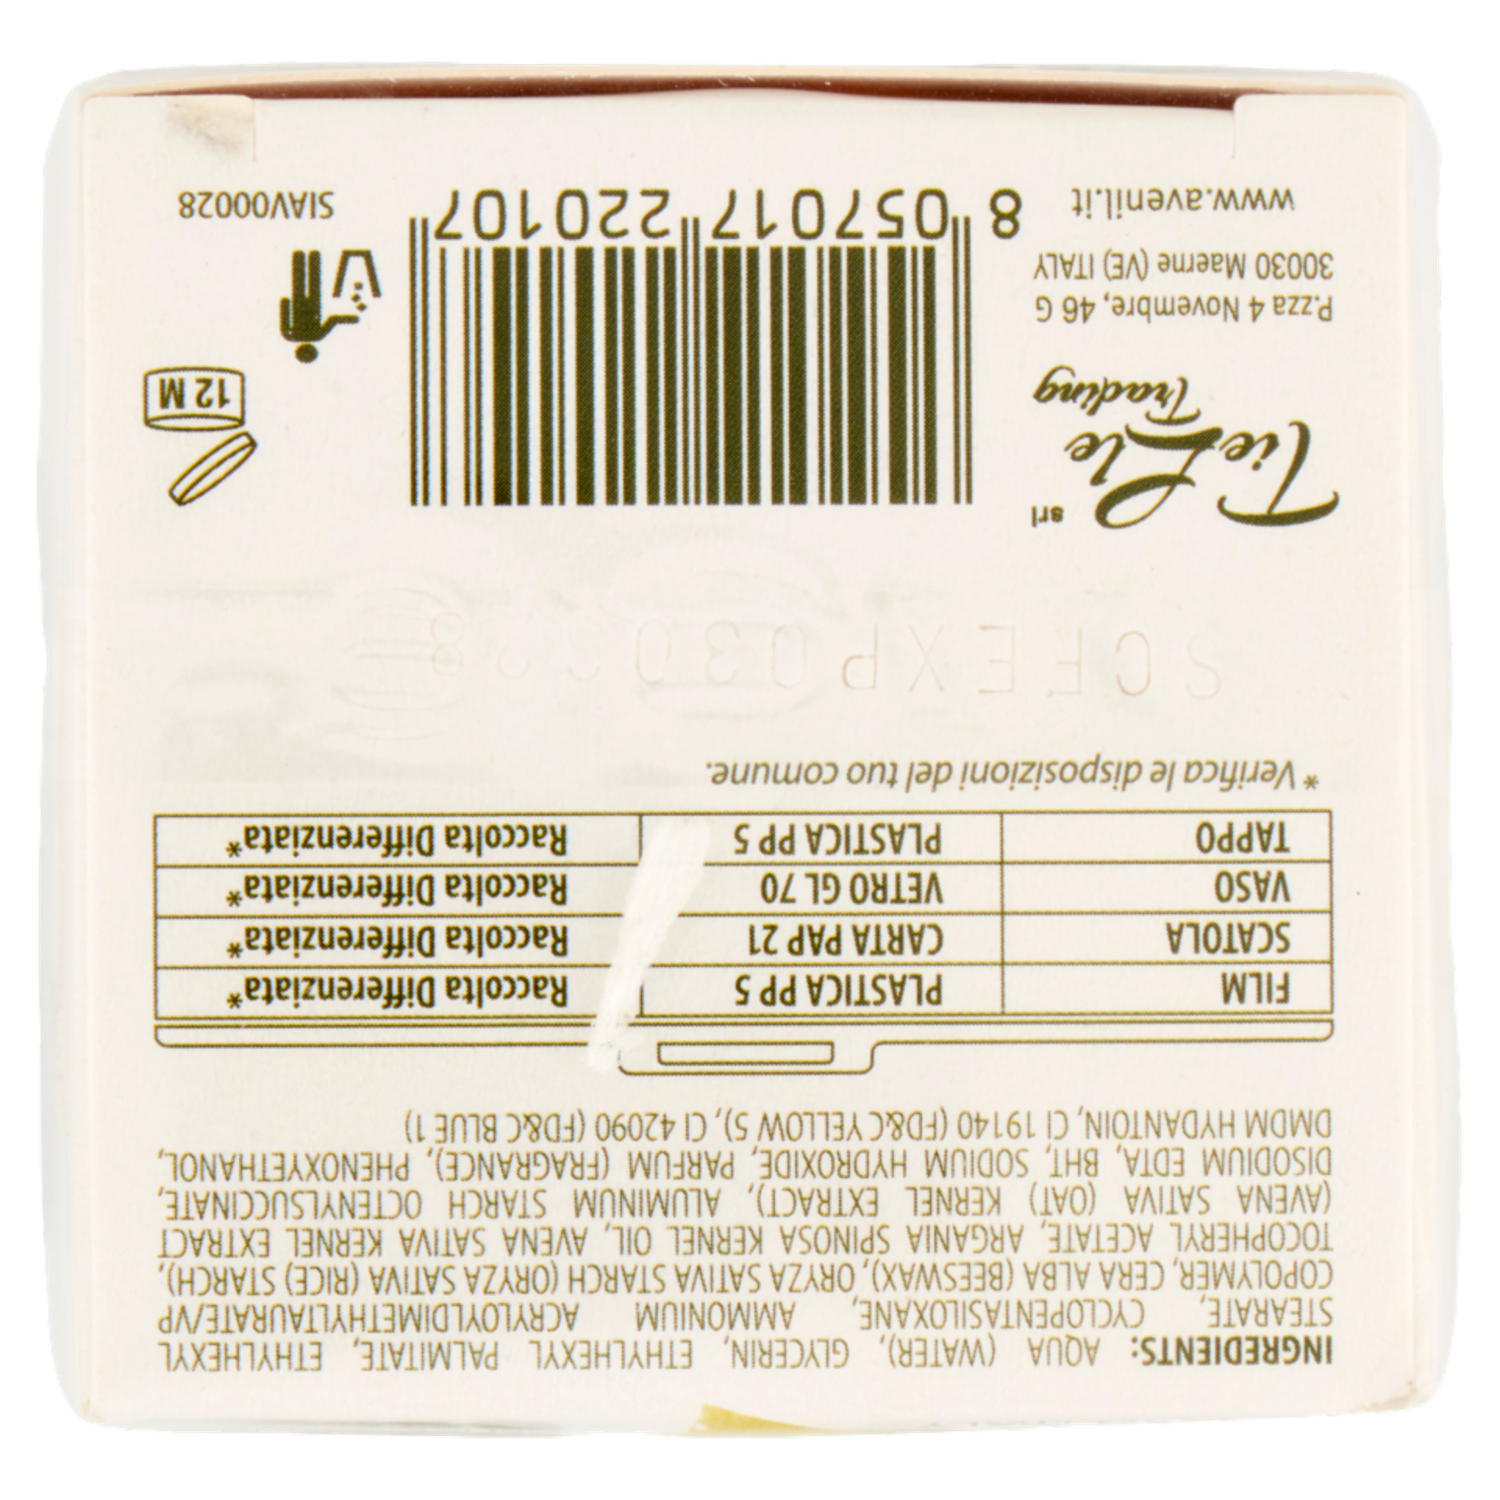 INGREDIENTS: AQUA (WATER), GLYCERIN, ETHYLHEXYL PALMITATE, ETHYLHEXYL
STEARATE, CYCLOPENTASILOXANE, AMMONIUM ACRYLOYLDIMETHYLTAURATE/VP
COPOLYMER, CERA ALBA (BEESWAX), ORYZA SATIVA STARCH (ORYZA SATIVA (RICE) STARCH),
TOCOPHERYL ACETATE, ARGANIA SPINOSA KERNEL OIL, AVENA SATIVA KERNEL EXTRACT
(AVENA SATIVA (OAT) KERNEL EXTRACT), ALUMINUM STARCH OCTENYLSUCCINATE,
DISODIUM EDTA, BHT, SODIUM HYDROXIDE, PARFUM (FRAGRANCE), PHENOXYETHANOL,
DMDM HYDANTOIN, CI 19140 (FD&C YELLOW 5), CI 42090 (FD&C BLUE 1)
FILM PLASTICA PP 5 Raccolta Differenziata*
SCATOLA CARTA PAP 21 Raccolta Differenziata*
VASO VETRO GL 70 Raccolta Differenziata*
TAPPO PLASTICA PP 5 Raccolta Differenziata*
*Verifica le disposizioni del tuo comune.
TieLle srl
Trading
P.zza 4 Novembre, 46 G
30030 Maerne (VE) ITALY
www.avenil.it
8 057017 220107
12 M
SIAV00028